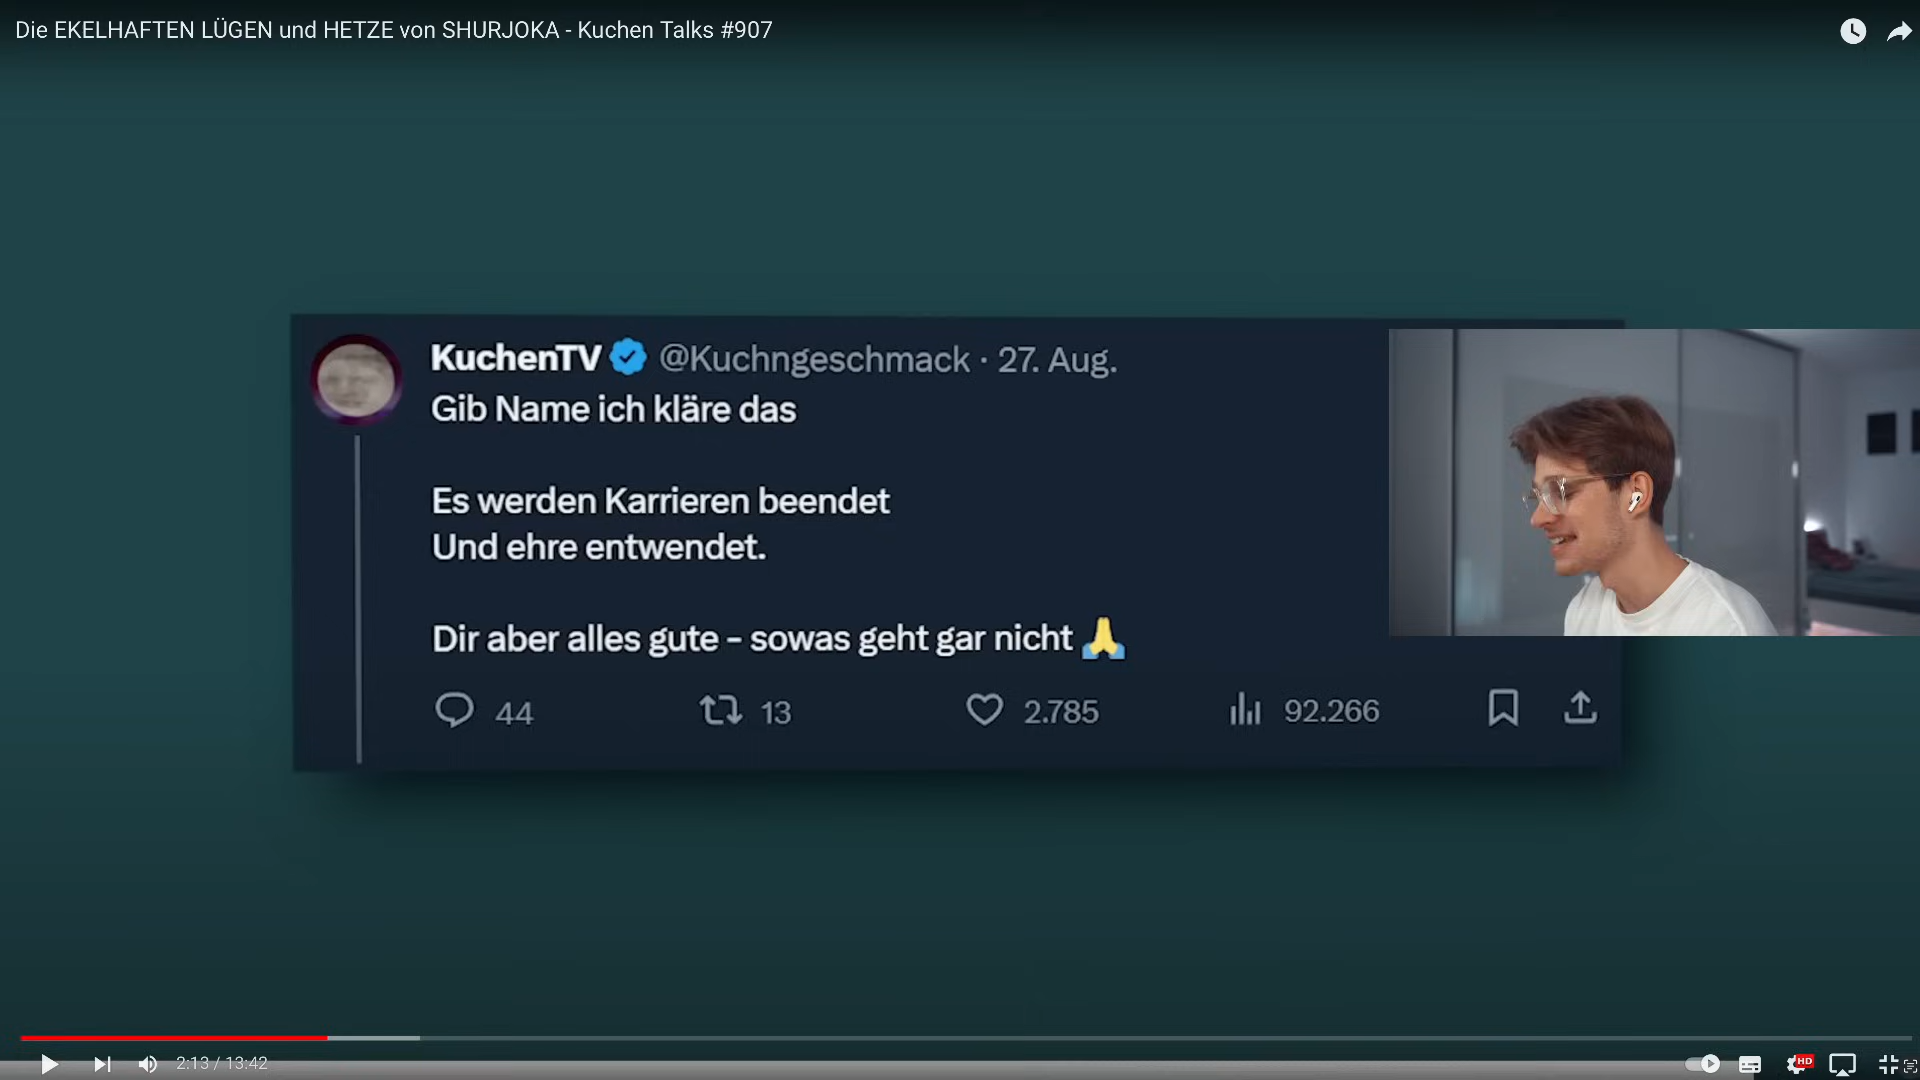 Die EKELHAFTEN LÜGEN und HETZE von SHURJOKA - Kuchen Talks #907
KuchenTV @Kuchngeschmack · 27. Aug.
Gib Name ich kläre das
Es werden Karrieren beendet
Und ehre entwendet.
Dir aber alles gute - sowas geht gar nicht 🙏
44 13 2.785 92.266
2:13 / 13:42
HD